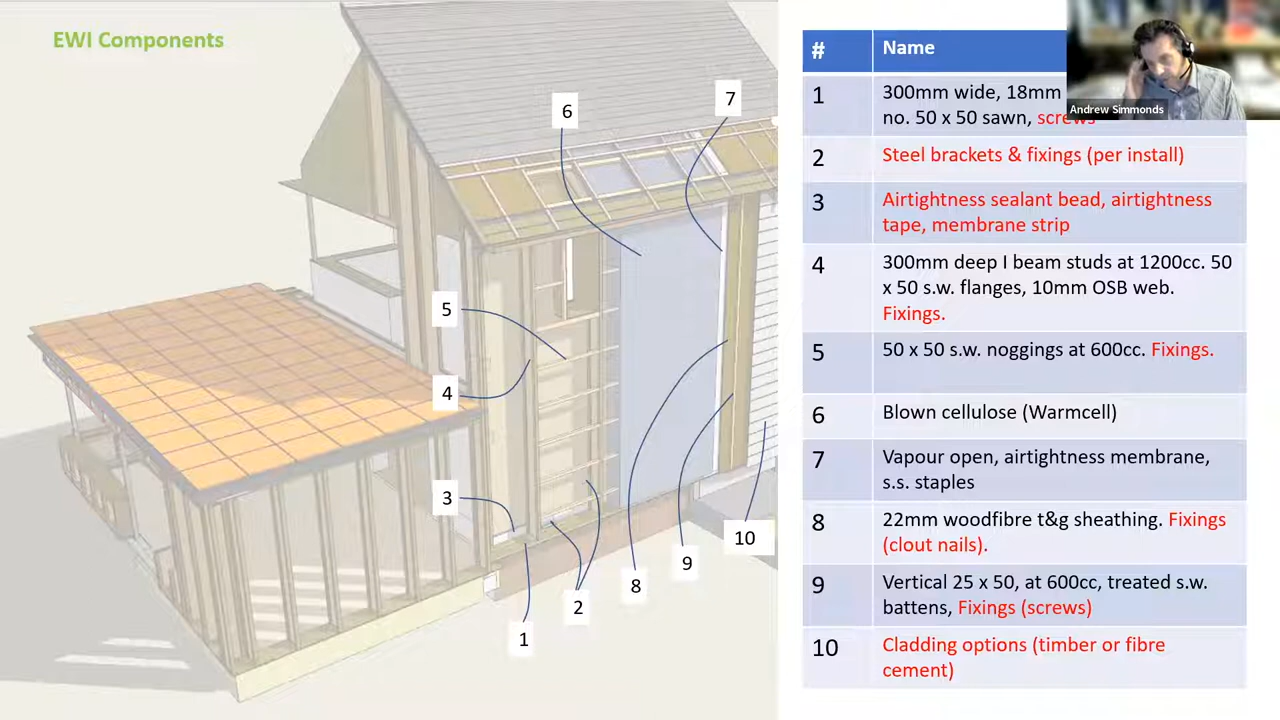 EWI Components
6
7
5
4
3
10
9
8
2
1
# Name
1 300mm wide, 18mm
no. 50 x 50 sawn, screws
2 Steel brackets & fixings (per install)
3 Airtightness sealant bead, airtightness
tape, membrane strip
4 300mm deep I beam studs at 1200cc. 50
x 50 s.w. flanges, 10mm OSB web.
Fixings.
5 50 x 50 s.w. noggings at 600cc. Fixings.
6 Blown cellulose (Warmcell)
7 Vapour open, airtightness membrane,
s.s. staples
8 22mm woodfibre t&g sheathing. Fixings
(clout nails).
9 Vertical 25 x 50, at 600cc, treated s.w.
battens, Fixings (screws)
10 Cladding options (timber or fibre
cement)
Andrew Simmonds